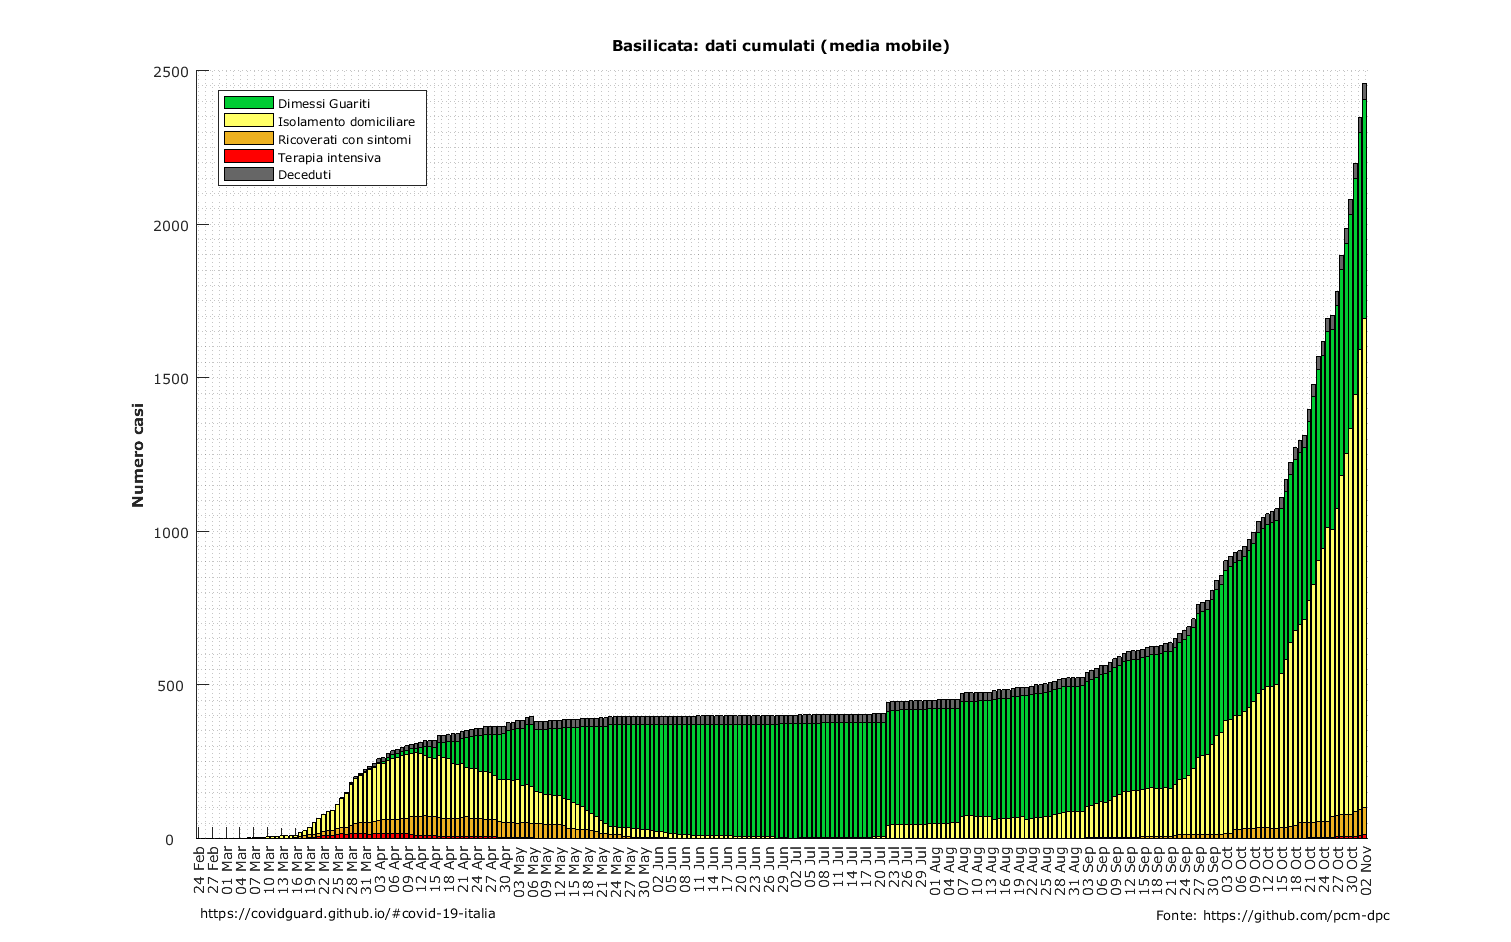 Basilicata: dati cumulati (media mobile)
2500
2000
1500
1000
500
0
Numero casi
Dimessi Guariti
Isolamento domiciliare
Ricoverati con sintomi
Terapia intensiva
Deceduti
24 Feb
27 Feb
01 Mar
04 Mar
07 Mar
10 Mar
13 Mar
16 Mar
19 Mar
22 Mar
25 Mar
28 Mar
31 Mar
03 Apr
06 Apr
09 Apr
12 Apr
15 Apr
18 Apr
21 Apr
24 Apr
27 Apr
30 Apr
03 May
06 May
09 May
12 May
15 May
18 May
21 May
24 May
27 May
30 May
02 Jun
05 Jun
08 Jun
11 Jun
14 Jun
17 Jun
20 Jun
23 Jun
26 Jun
29 Jun
02 Jul
05 Jul
08 Jul
11 Jul
14 Jul
17 Jul
20 Jul
23 Jul
26 Jul
29 Jul
01 Aug
04 Aug
07 Aug
10 Aug
13 Aug
16 Aug
19 Aug
22 Aug
25 Aug
28 Aug
31 Aug
03 Sep
06 Sep
09 Sep
12 Sep
15 Sep
18 Sep
21 Sep
24 Sep
27 Sep
30 Sep
03 Oct
06 Oct
09 Oct
12 Oct
15 Oct
18 Oct
21 Oct
24 Oct
27 Oct
30 Oct
02 Nov
https://covidguard.github.io/#covid-19-italia
Fonte: https://github.com/pcm-dpc